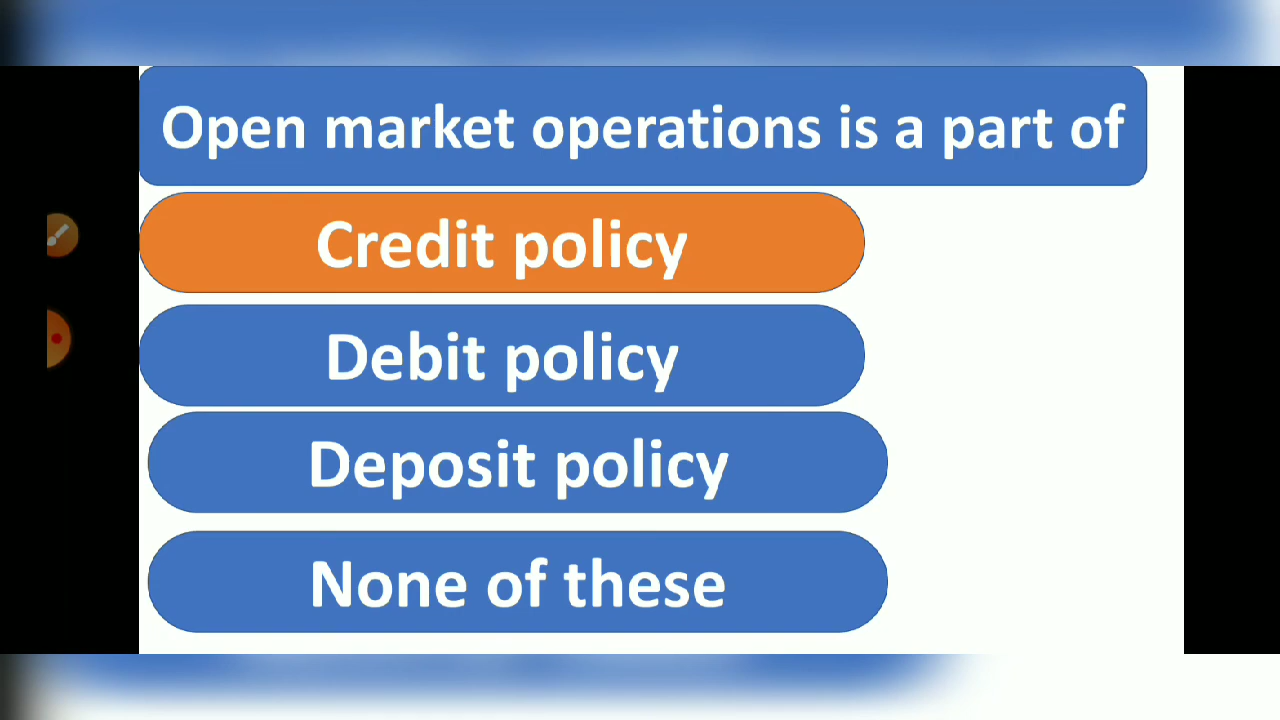 Open market operations is a part of
Credit policy
Debit policy
Deposit policy
None of these